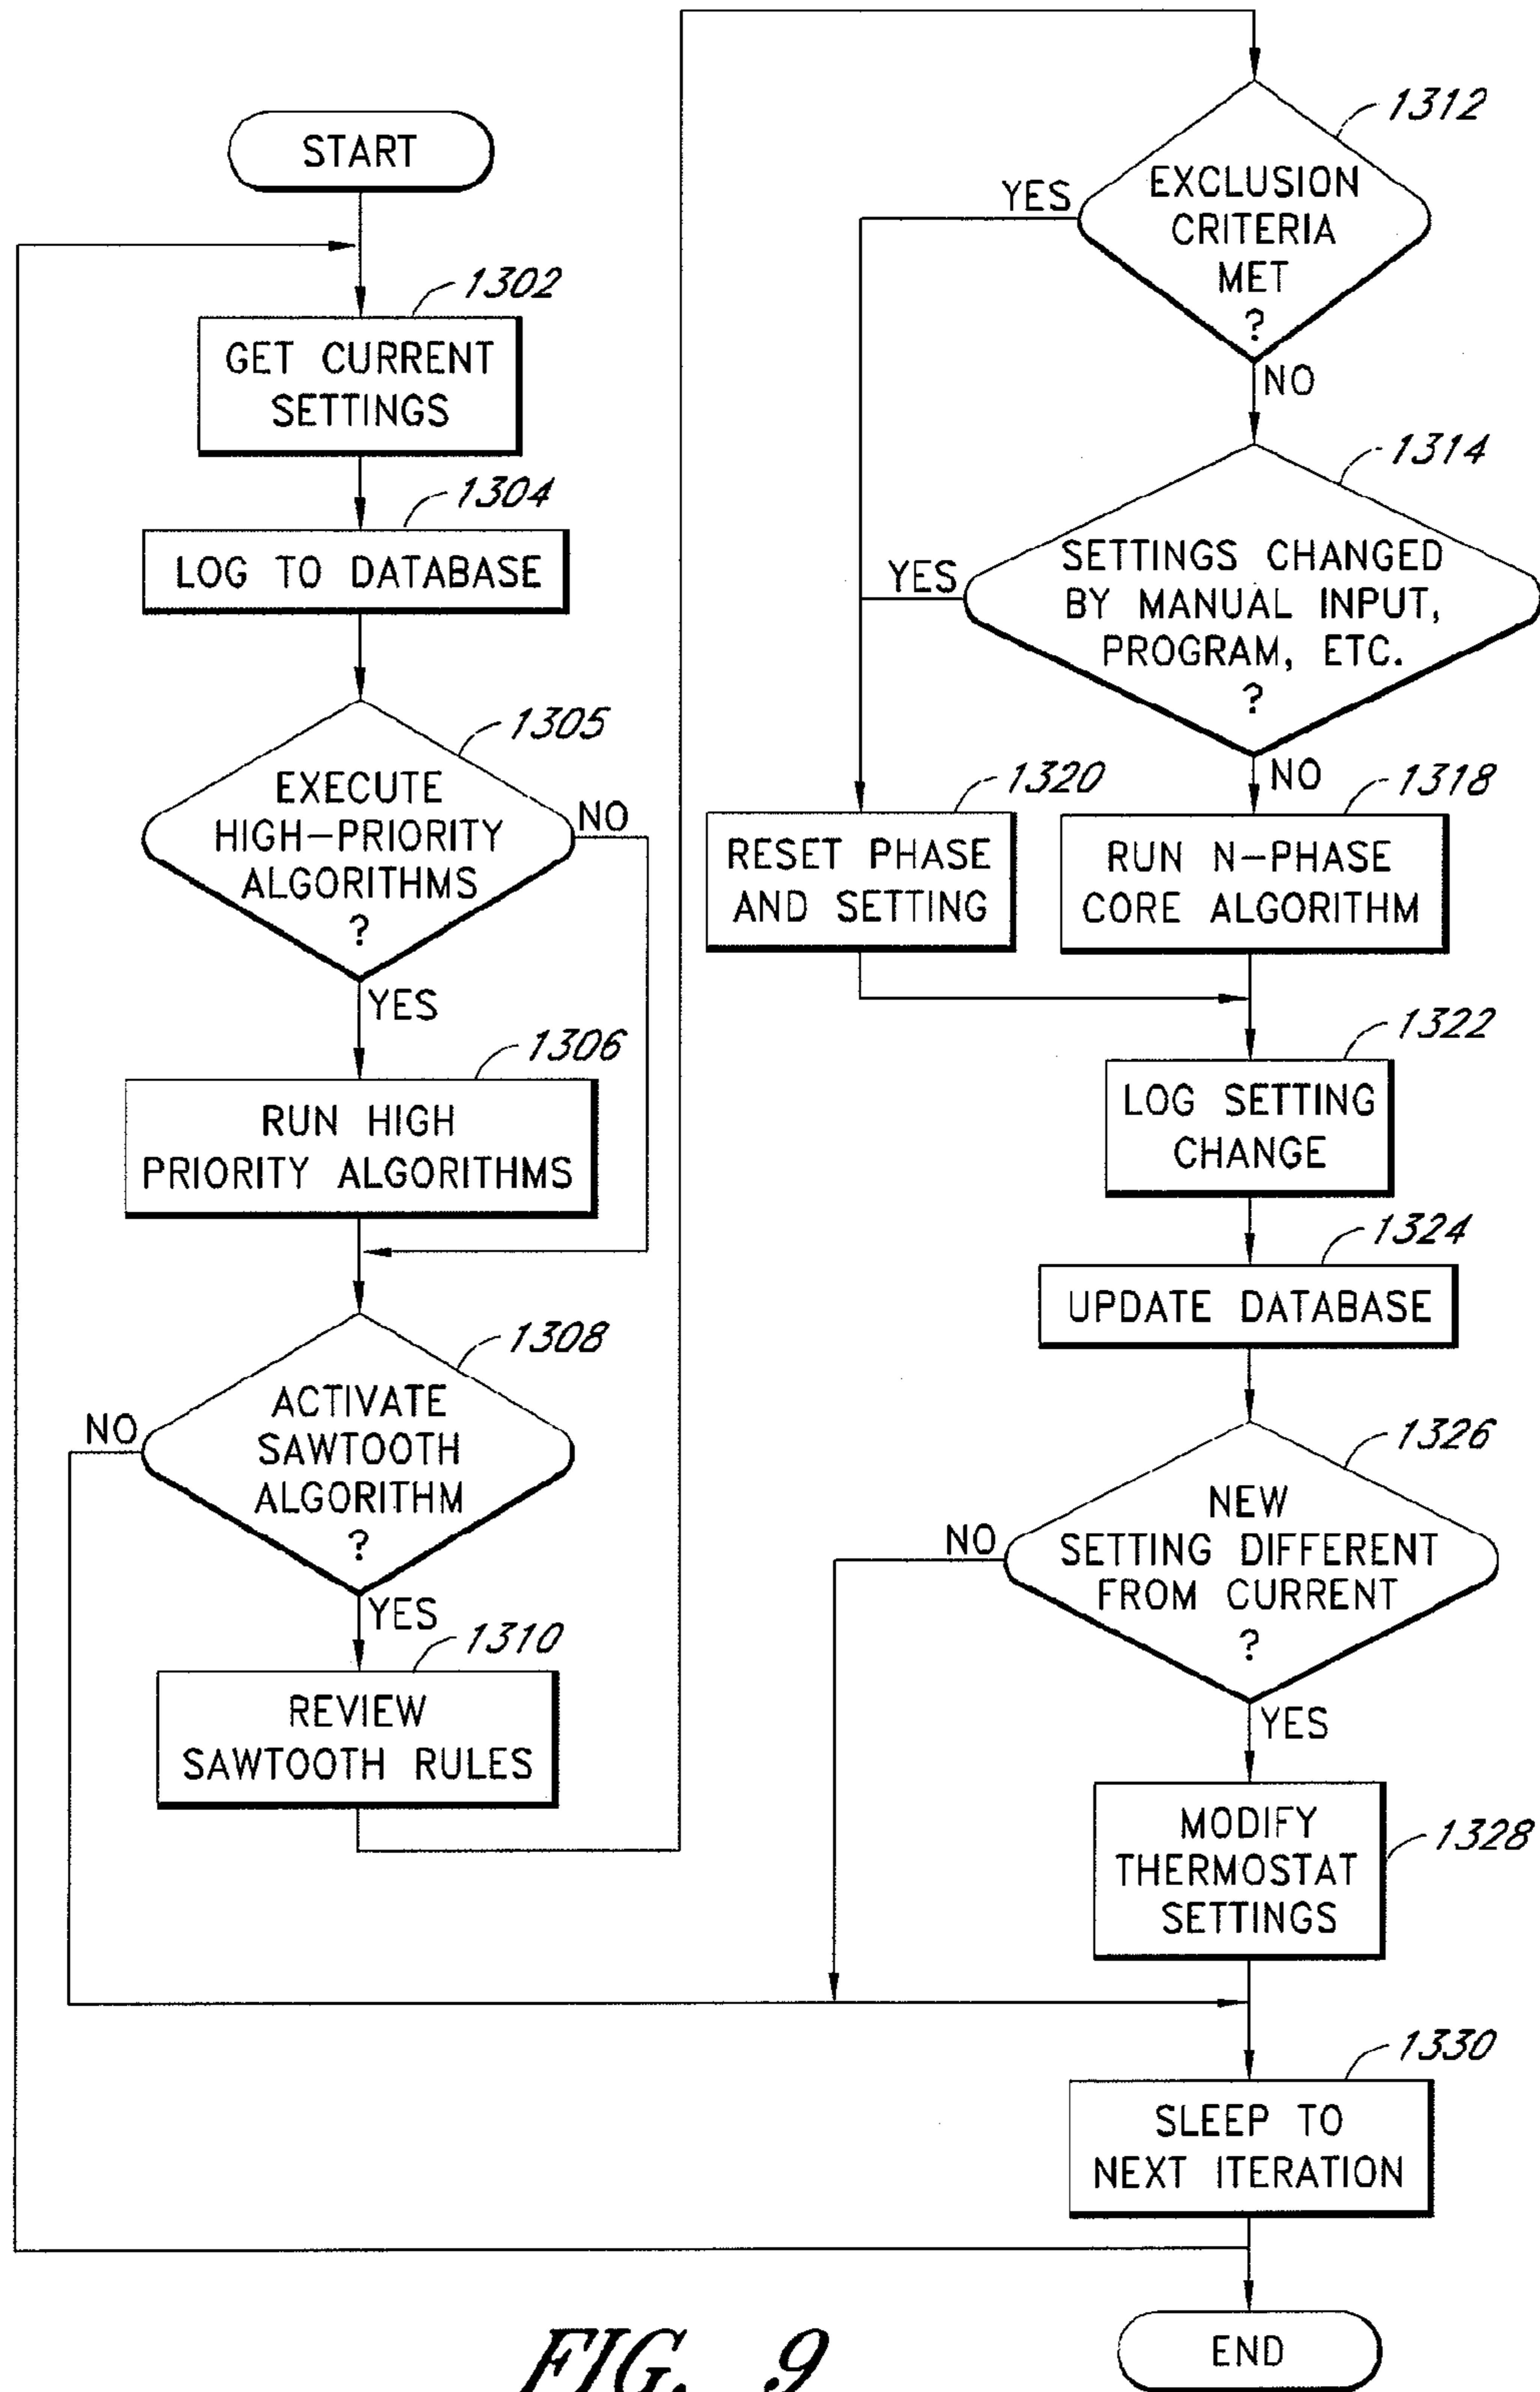 START
1302
GET CURRENT
SETTINGS
1304
LOG TO DATABASE
1305
EXECUTE
HIGH-PRIORITY
ALGORITHMS
?
NO
YES
1306
RUN HIGH
PRIORITY ALGORITHMS
1308
ACTIVATE
SAWTOOTH
ALGORITHM
?
NO
YES
1310
REVIEW
SAWTOOTH RULES
1312
EXCLUSION
CRITERIA
MET
?
YES
NO
1314
SETTINGS CHANGED
BY MANUAL INPUT,
PROGRAM, ETC.
?
YES
NO
1320
RESET PHASE
AND SETTING
1318
RUN N-PHASE
CORE ALGORITHM
1322
LOG SETTING
CHANGE
1324
UPDATE DATABASE
1326
NEW
SETTING DIFFERENT
FROM CURRENT
?
NO
YES
1328
MODIFY
THERMOSTAT
SETTINGS
1330
SLEEP TO
NEXT ITERATION
END
FIG. 9